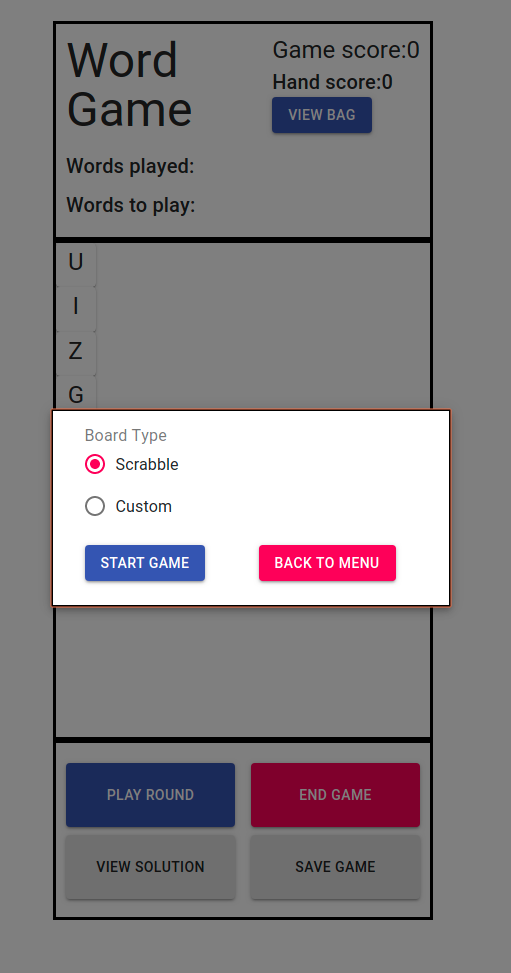 Word
Game
Game score:0
Hand score:0
VIEW BAG
Words played:
Words to play:
U
I
Z
G
Board Type
Scrabble
Custom
START GAME
BACK TO MENU
PLAY ROUND
END GAME
VIEW SOLUTION
SAVE GAME